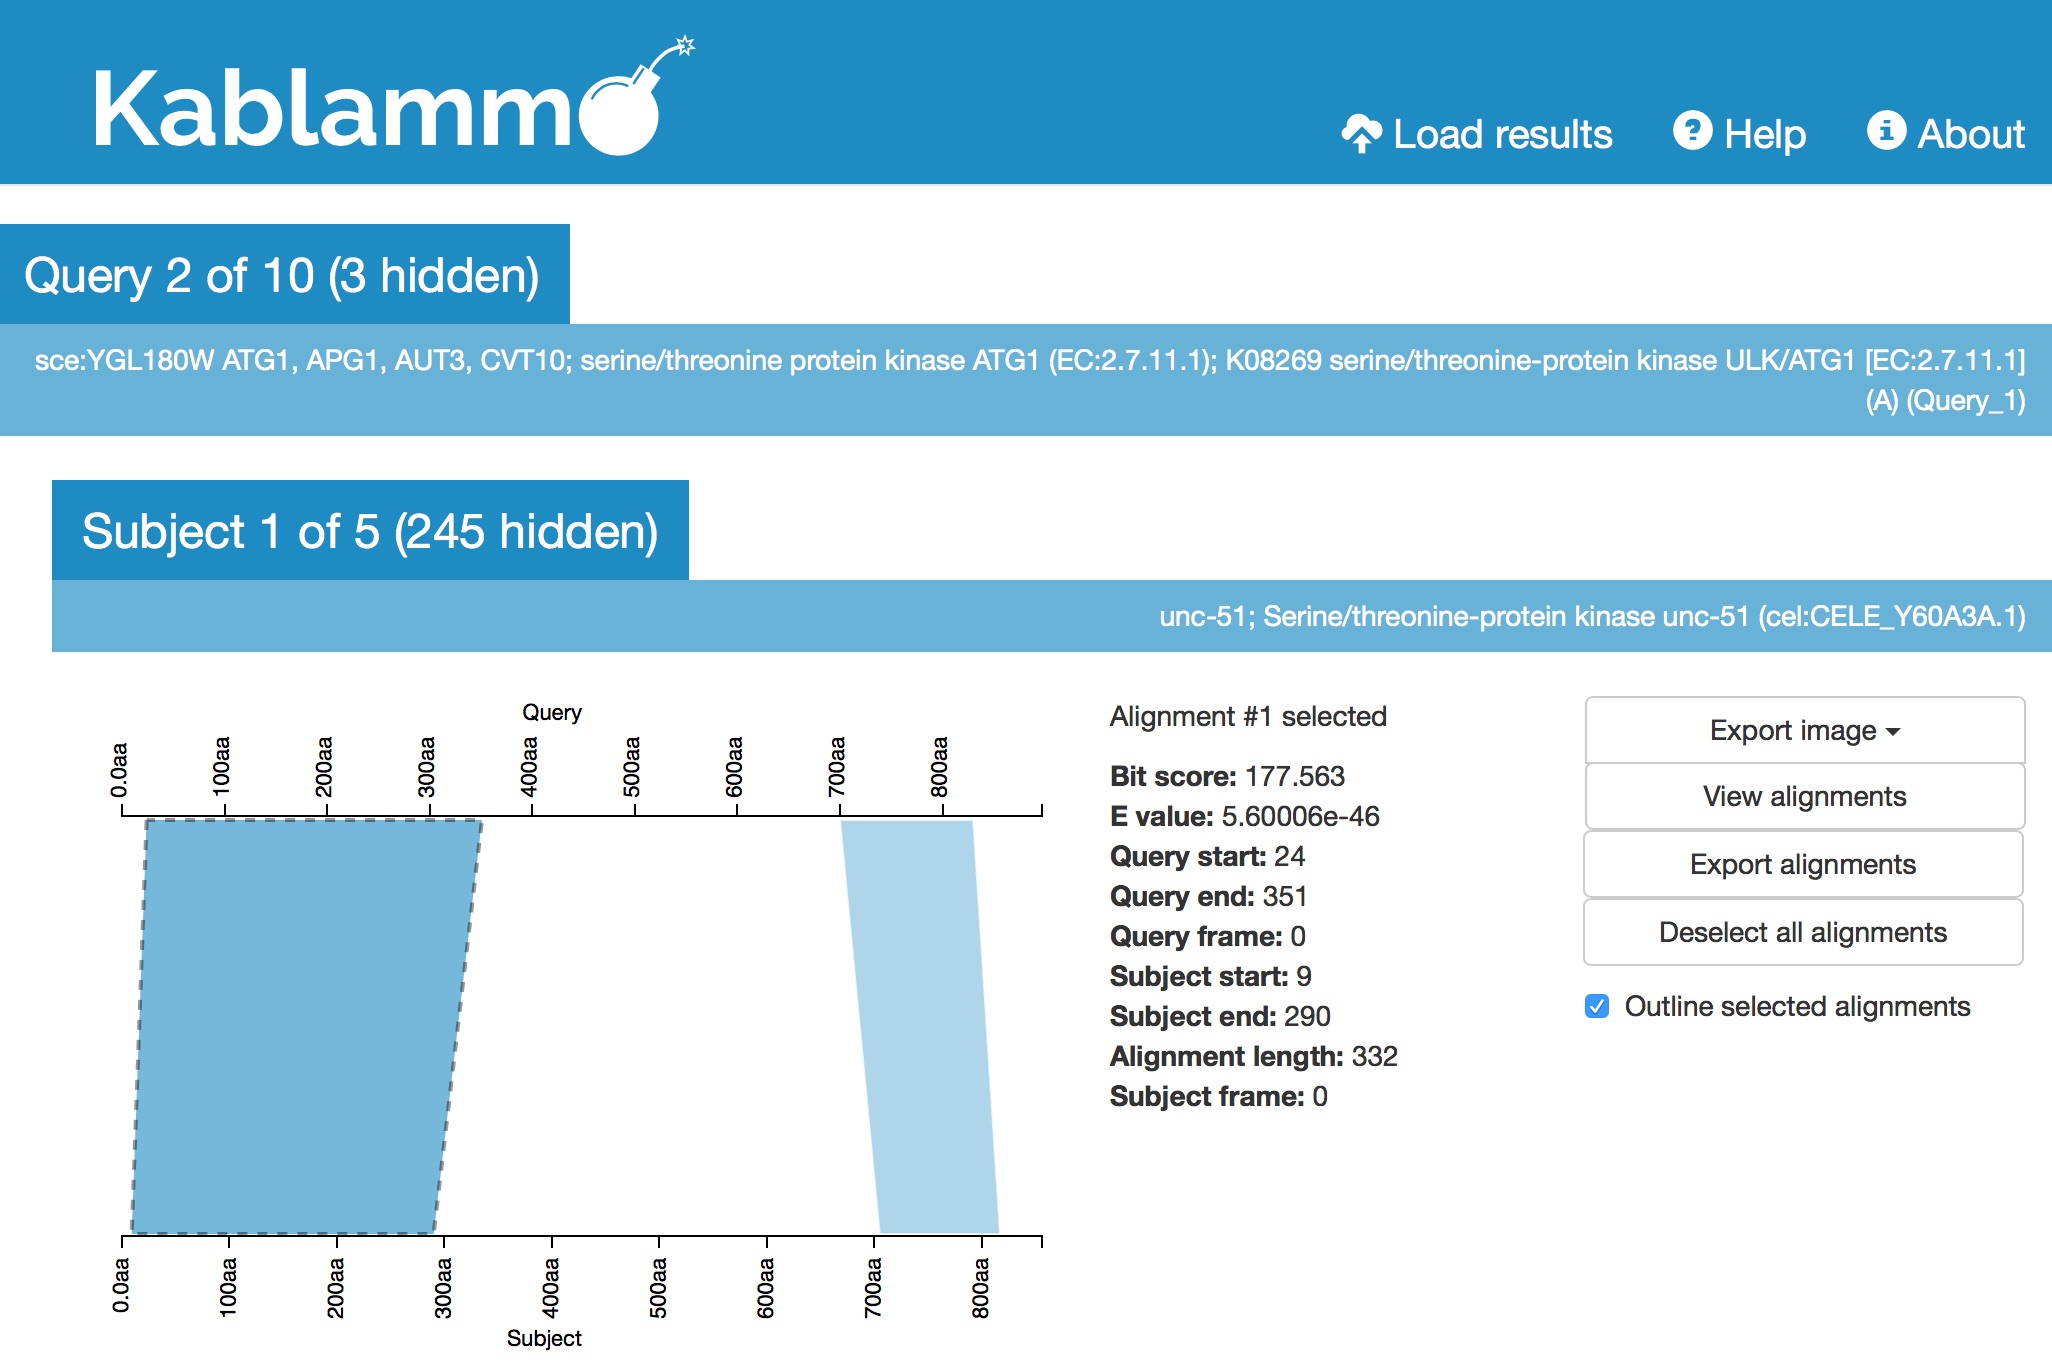 Kablammo
Load results
Help
About
Query 2 of 10 (3 hidden)
sce:YGL180W ATG1, APG1, AUT3, CVT10; serine/threonine protein kinase ATG1 (EC:2.7.11.1); K08269 serine/threonine-protein kinase ULK/ATG1 [EC:2.7.11.1]
(A) (Query_1)
Subject 1 of 5 (245 hidden)
unc-51; Serine/threonine-protein kinase unc-51 (cel:CELE_Y60A3A.1)
Query
0.0aa
100aa
200aa
300aa
400aa
500aa
600aa
700aa
800aa
0.0aa
100aa
200aa
300aa
400aa
500aa
600aa
700aa
800aa
Subject
Alignment #1 selected
Bit score: 177.563
E value: 5.60006e-46
Query start: 24
Query end: 351
Query frame: 0
Subject start: 9
Subject end: 290
Alignment length: 332
Subject frame: 0
Export image
View alignments
Export alignments
Deselect all alignments
Outline selected alignments